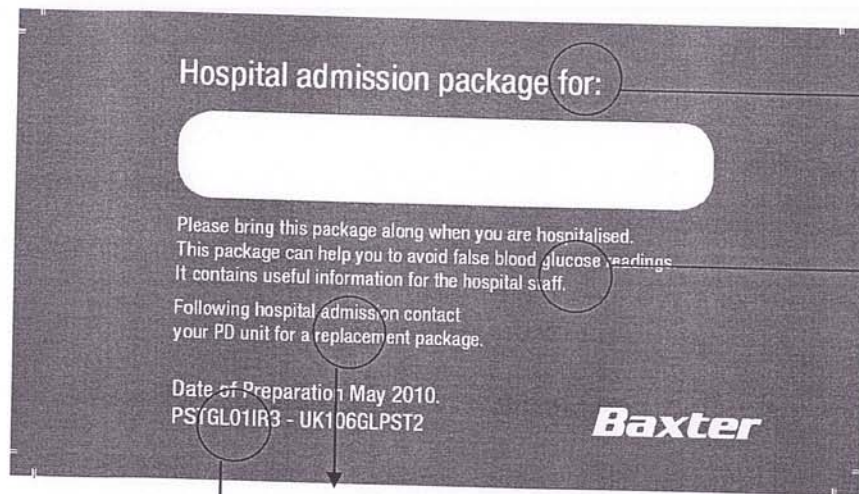 Hospital admission package for:
Please bring this package along when you are hospitalised.
This package can help you to avoid false blood glucose readings
It contains useful information for the hospital staff.
Following hospital admission contact
your PD unit for a replacement package.
Date of Preparation May 2010.
PSTGL01IR3 - UK106GLPST2
Baxter